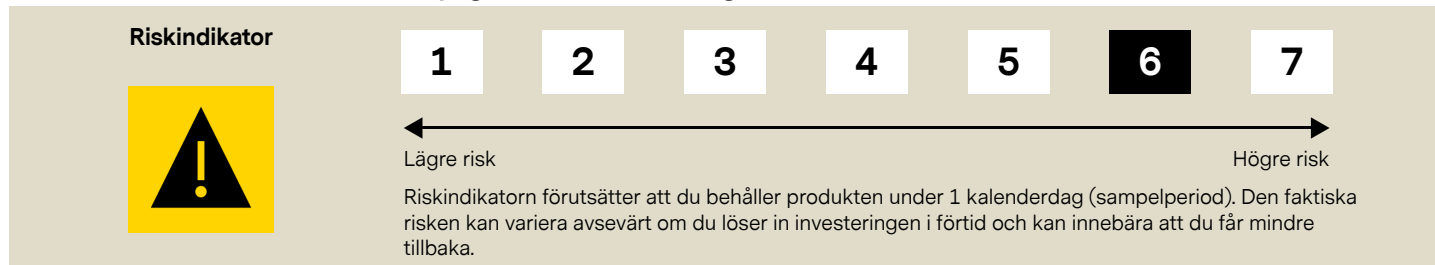 Riskindikator
1 2 3 4 5 6 7
Lägre risk Högre risk
Riskindikatorn förutsätter att du behåller produkten under 1 kalenderdag (sampelperiod). Den faktiska
risken kan variera avsevärt om du löser in investeringen i förtid och kan innebära att du får mindre
tillbaka.